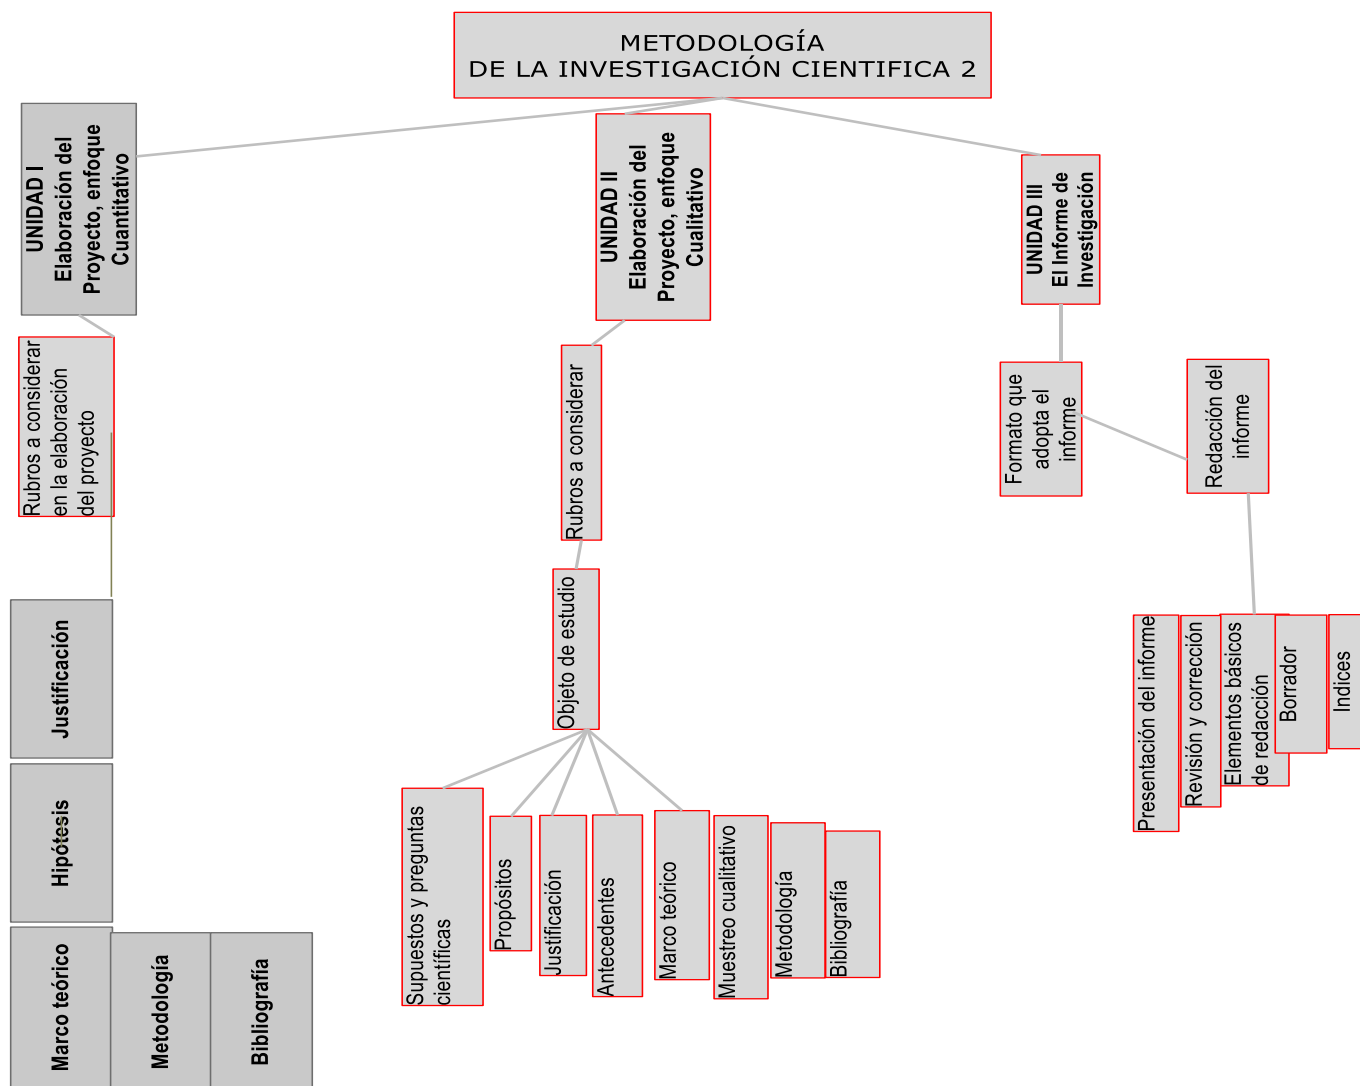 METODOLOGÍA
DE LA INVESTIGACIÓN CIENTIFICA 2
UNIDAD I
Elaboración del
Proyecto, enfoque
Cuantitativo
UNIDAD II
Elaboración del
Proyecto, enfoque
Cualitativo
UNIDAD III
El Informe de
Investigación
Rubros a considerar
en la elaboración
del proyecto
Rubros a considerar
Formato que
adopta el
informe
Redacción del
informe
Justificación
Hipótesis
Marco teórico
Metodología
Bibliografía
Objeto de estudio
Supuestos y preguntas
científicas
Propósitos
Justificación
Antecedentes
Marco teórico
Muestreo cualitativo
Metodología
Bibliografía
Presentación del informe
Revisión y corrección
Elementos básicos
de redacción
Borrador
Indices